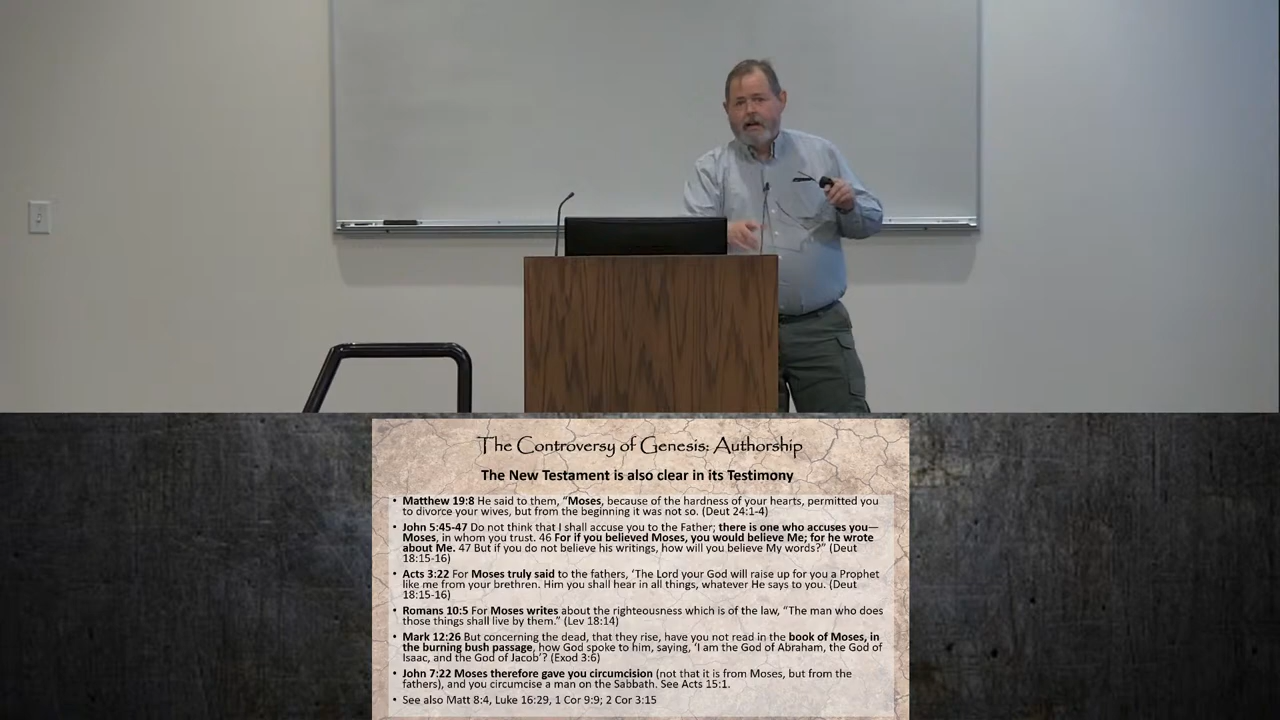 The Controversy of Genesis: Authorship
The New Testament is also clear in its Testimony
• Matthew 19:8 He said to them, “Moses, because of the hardness of your hearts, permitted you
to divorce your wives, but from the beginning it was not so. (Deut 24:1-4)
• John 5:45-47 Do not think that I shall accuse you to the Father; there is one who accuses you—
Moses, in whom you trust. 46 For if you believed Moses, you would believe Me; for he wrote
about Me. 47 But if you do not believe his writings, how will you believe My words?” (Deut
18:15-16)
• Acts 3:22 For Moses truly said to the fathers, ‘The Lord your God will raise up for you a Prophet
like me from your brethren. Him you shall hear in all things, whatever He says to you. (Deut
18:15-16)
• Romans 10:5 For Moses writes about the righteousness which is of the law, “The man who does
those things shall live by them.” (Lev 18:14)
• Mark 12:26 But concerning the dead, that they rise, have you not read in the book of Moses, in
the burning bush passage, how God spoke to him, saying, ‘I am the God of Abraham, the God of
Isaac, and the God of Jacob’? (Exod 3:6)
• John 7:22 Moses therefore gave you circumcision (not that it is from Moses, but from the
fathers), and you circumcise a man on the Sabbath. See Acts 15:1.
• See also Matt 8:4, Luke 16:29, 1 Cor 9:9; 2 Cor 3:15